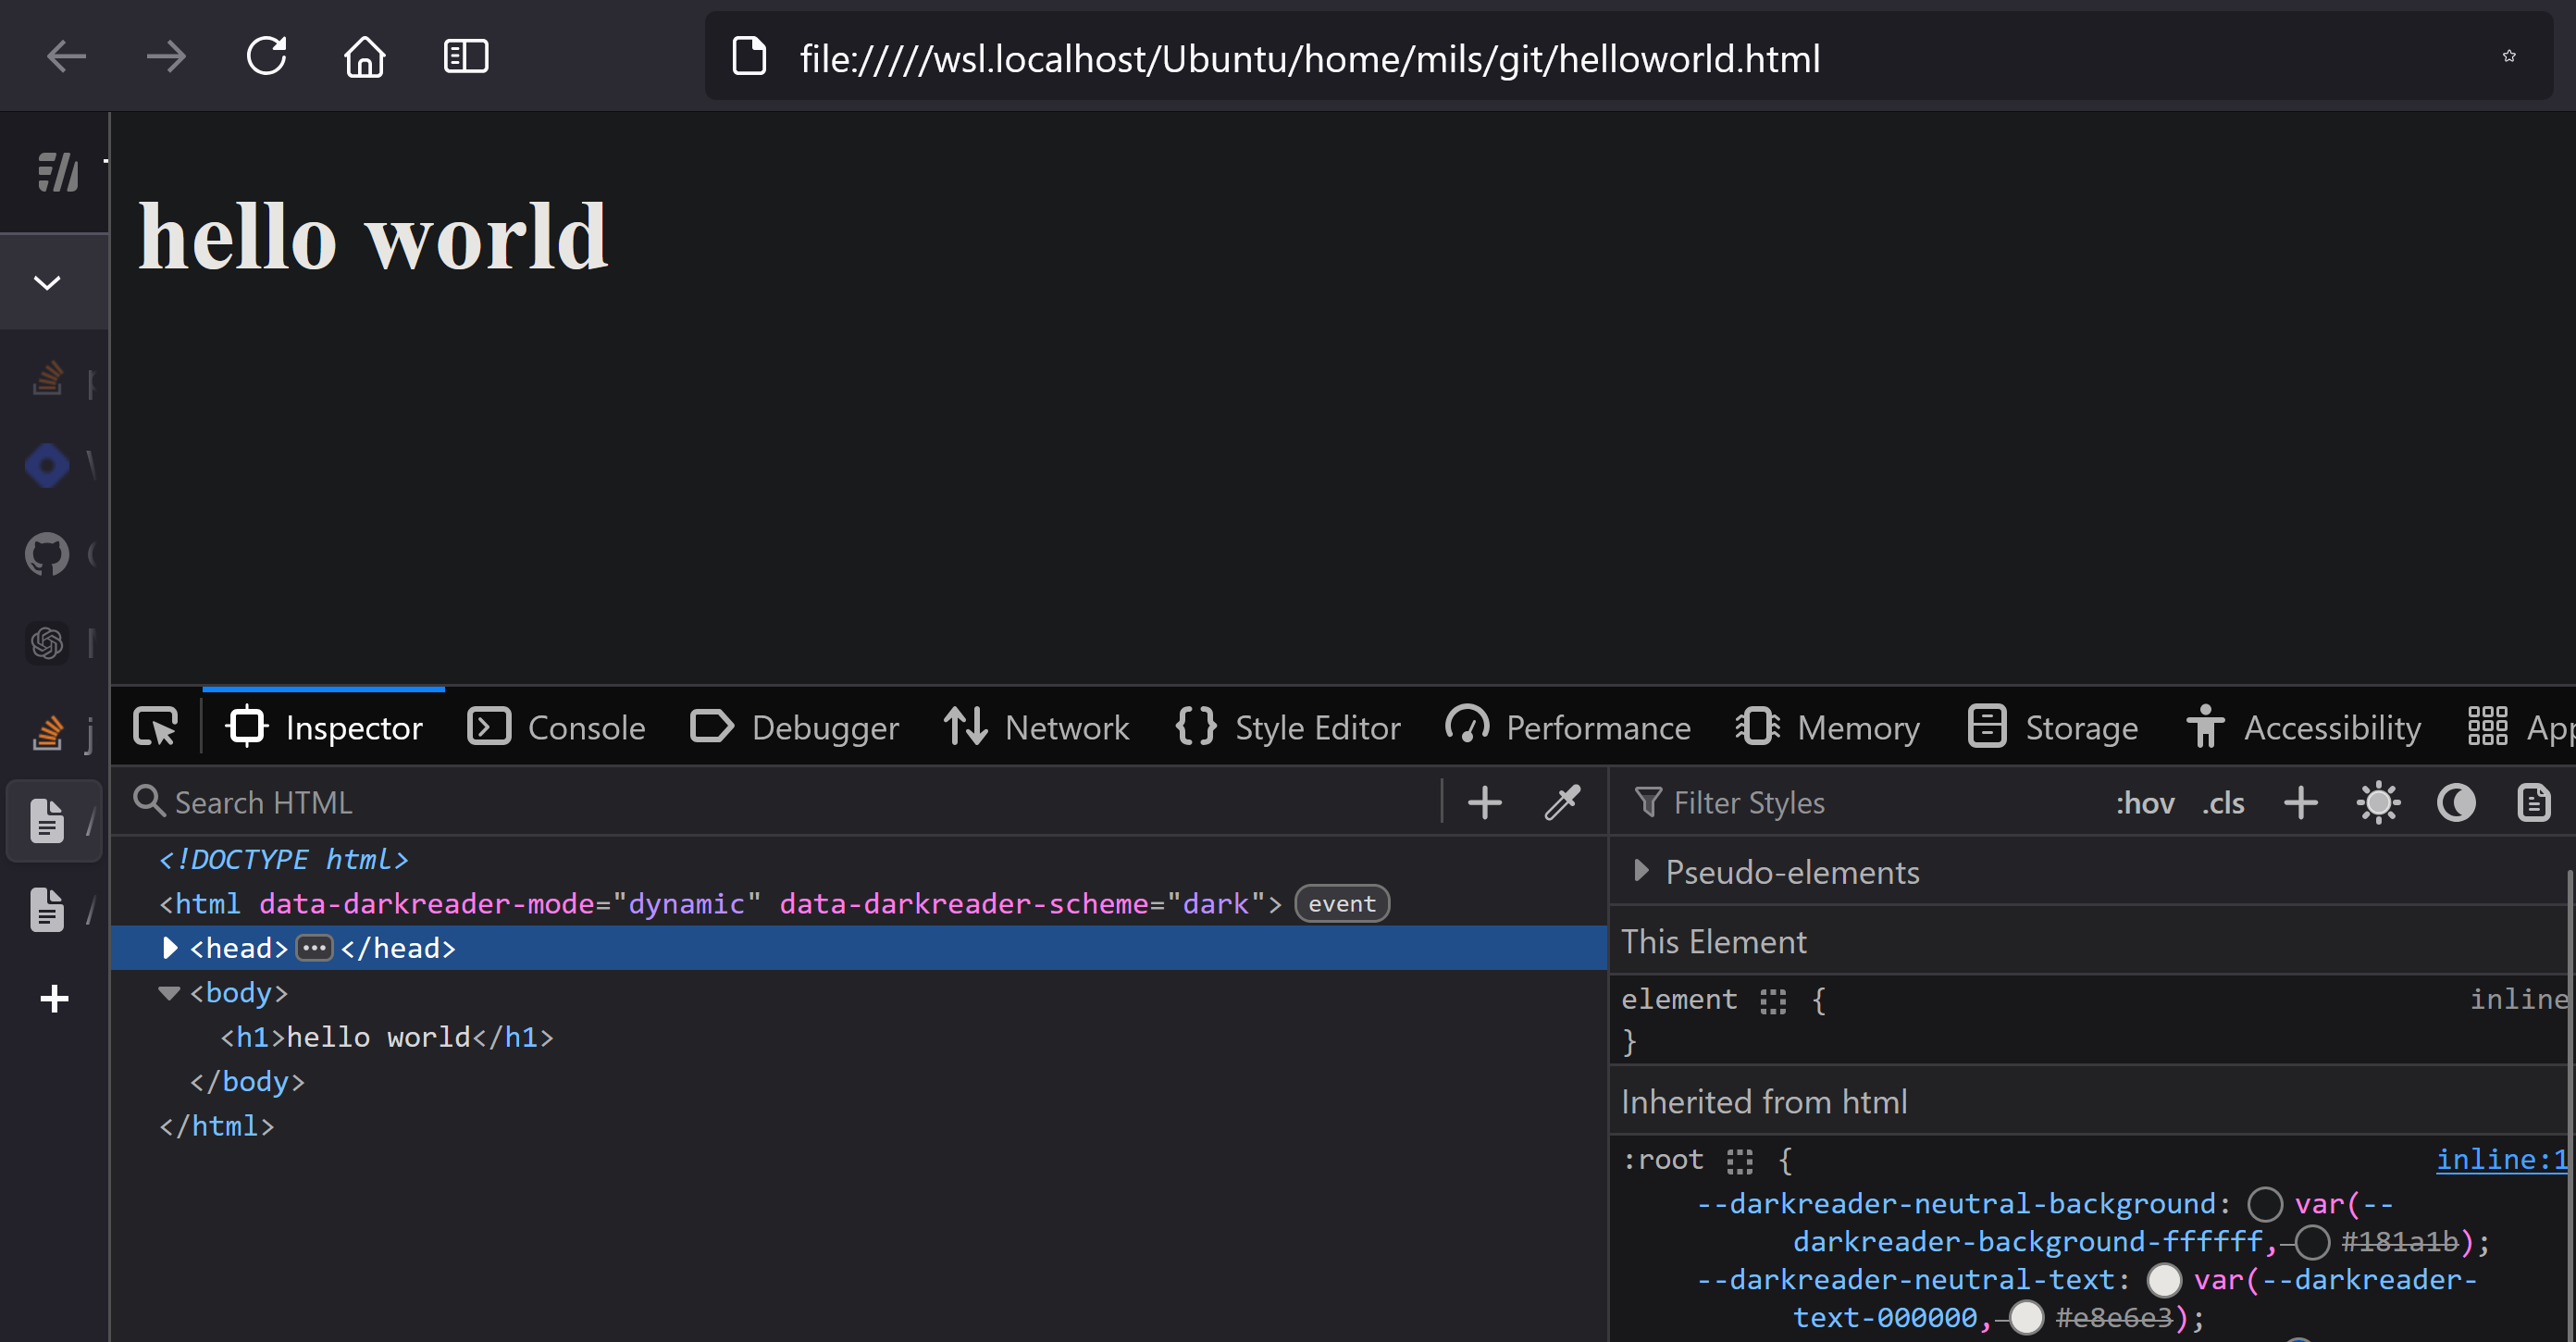 file://///wsl.localhost/Ubuntu/home/mils/git/helloworld.html
hello world
Inspector Console Debugger Network Style Editor Performance Memory Storage Accessibility
Search HTML
Filter Styles :hov .cls
<!DOCTYPE html>
<html data-darkreader-mode="dynamic" data-darkreader-scheme="dark"> event
<head> </head>
<body>
<h1>hello world</h1>
</body>
</html>
Pseudo-elements
This Element
element { inline
}
Inherited from html
:root { inline:1
--darkreader-neutral-background: var(--
darkreader-background-ffffff, #181a1b);
--darkreader-neutral-text: var(--darkreader-
text-000000, #e8e6e3);